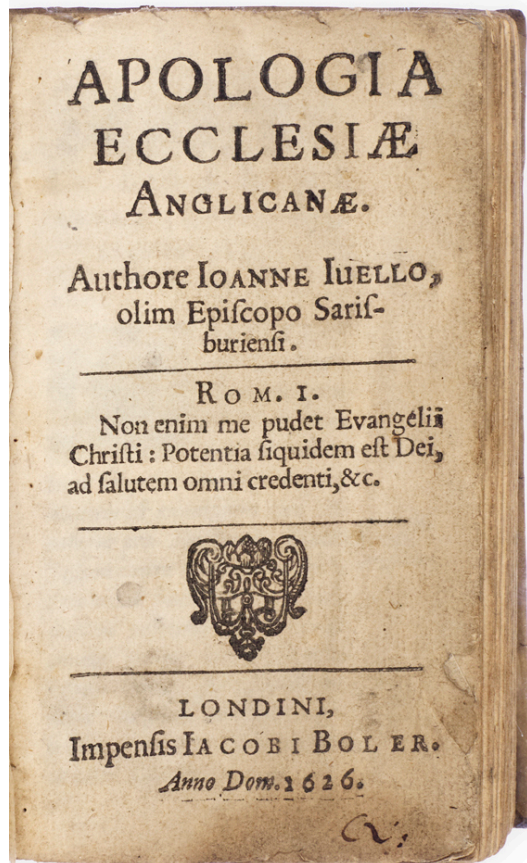 APOLOGIA
ECCLESIÆ
ANGLICANÆ.
Authore IOANNE IUELLO,
olim Epiſcopo Sariſ-
burienſi.
ROM. I.
Non enim me pudet Evangélii
Chriſti : Potentia ſiquidem eſt Dei,
ad ſalutem omni credenti, &c.
LONDINI,
Impenſis IACOBI BOLER.
Anno Dom. 1626.